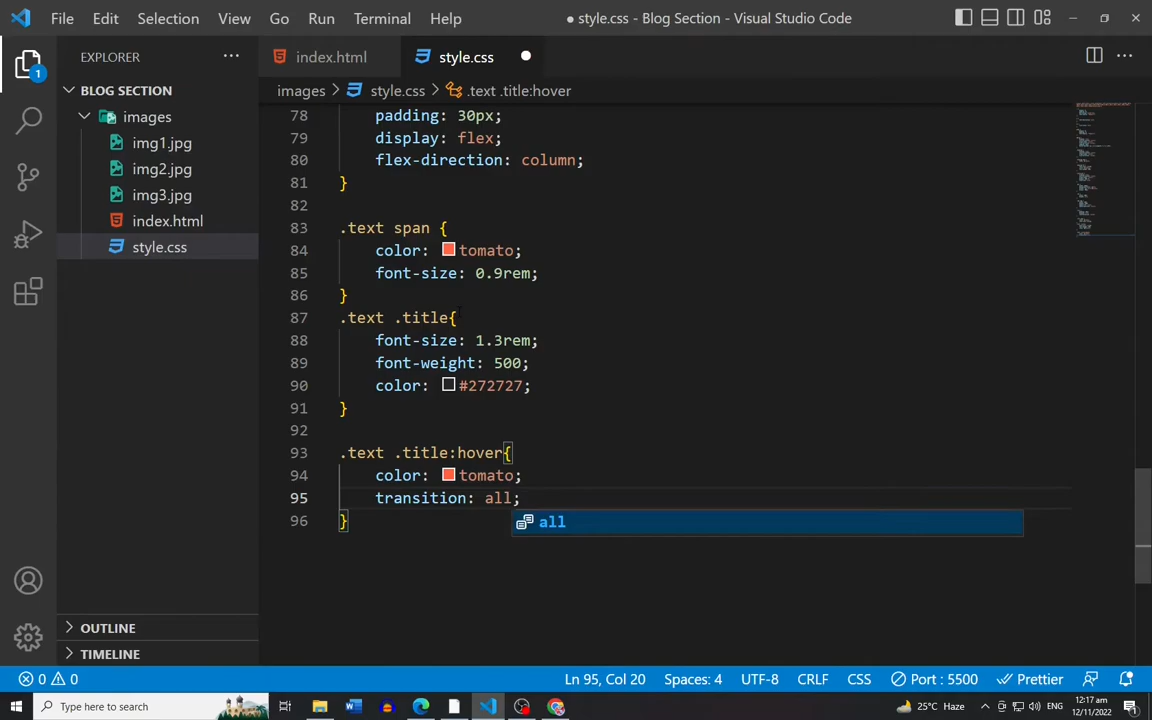 File Edit Selection View Go Run Terminal Help ● style.css - Blog Section - Visual Studio Code
EXPLORER ··· index.html style.css ●
BLOG SECTION
images > style.css > .text .title:hover
images
img1.jpg
img2.jpg
img3.jpg
index.html
style.css
78 padding: 30px;
79 display: flex;
80 flex-direction: column;
81 }
82
83 .text span {
84 color: tomato;
85 font-size: 0.9rem;
86 }
87 .text .title{
88 font-size: 1.3rem;
89 font-weight: 500;
90 color: #272727;
91 }
92
93 .text .title:hover{
94 color: tomato;
95 transition: all;
96 }
all
1
OUTLINE
TIMELINE
0 0 Ln 95, Col 20 Spaces: 4 UTF-8 CRLF CSS Port : 5500 Prettier
Type here to search 25°C Haze ENG 12:17 am 12/11/2022 1